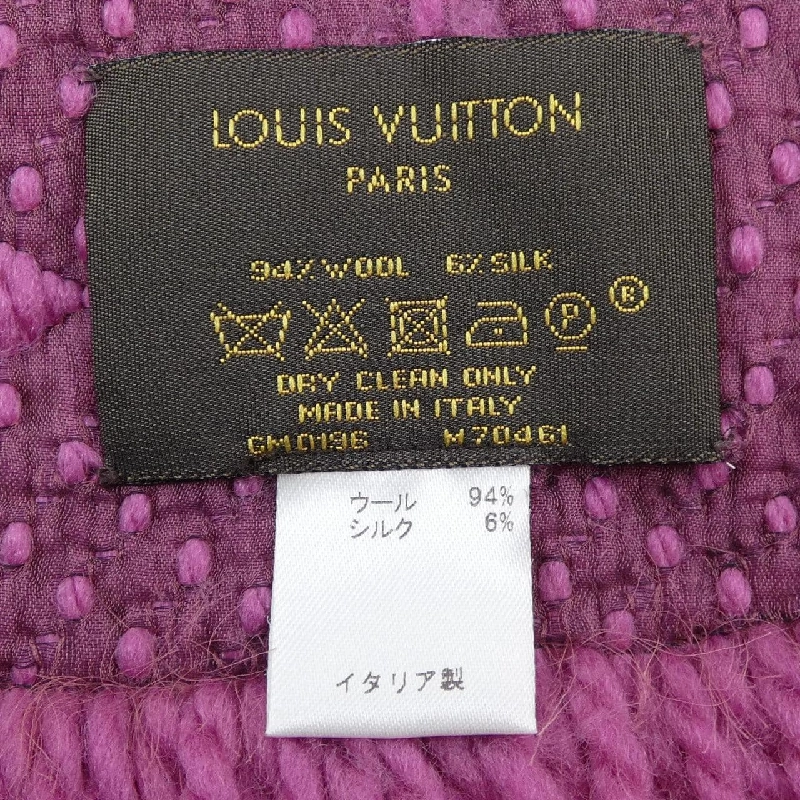 LOUIS VUITTON
PARIS
94% WOOL 6% SILK
P ®
DRY CLEAN ONLY
MADE IN ITALY
GM0196 M70461
ウール 94%
シルク 6%
イタリア製